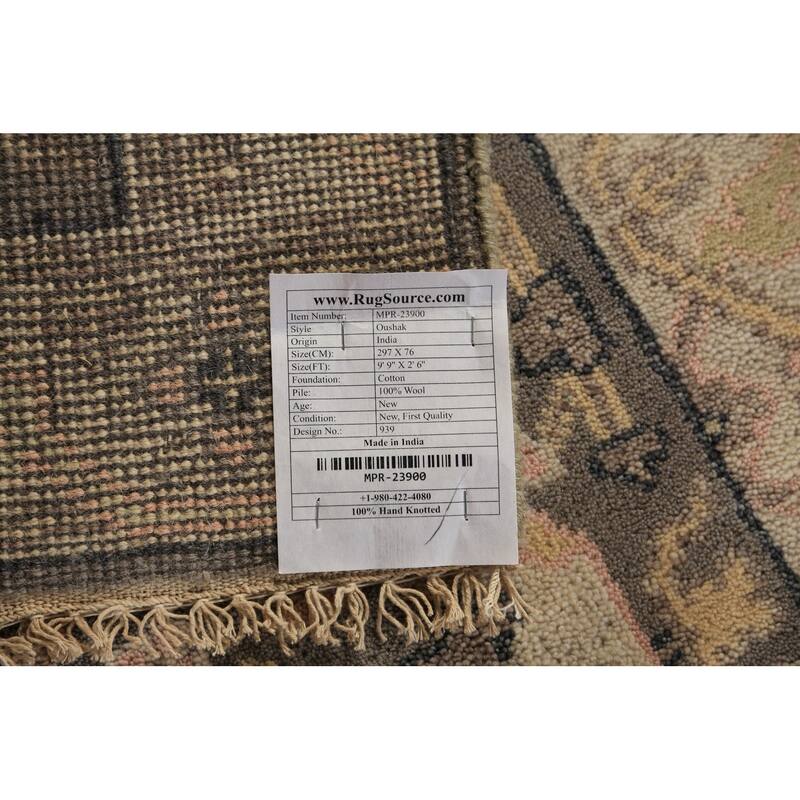 www.RugSource.com
Item Number: MPR-23900
Style Oushak
Origin India
Size(CM): 297 X 76
Size(FT): 9' 9" X 2' 6"
Foundation: Cotton
Pile: 100% Wool
Age: New
Condition: New, First Quality
Design No.: 939
Made in India
MPR-23900
+1-980-422-4080
100% Hand Knotted